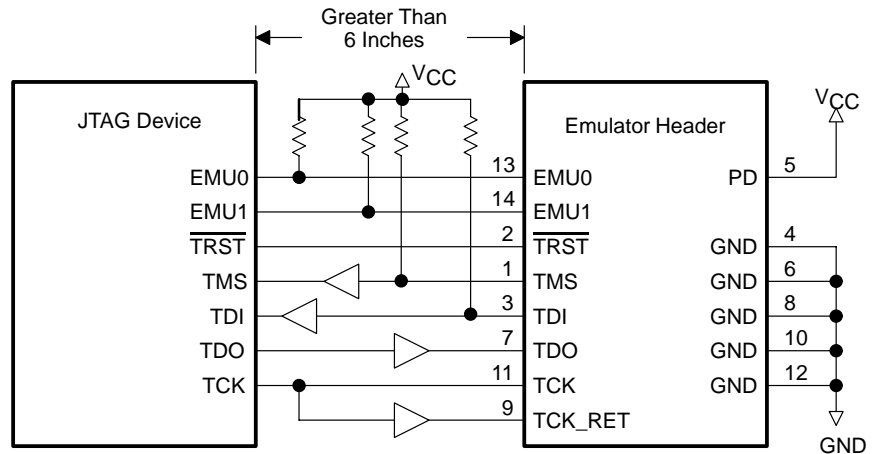 Greater Than
6 Inches
VCC
VCC
JTAG Device
Emulator Header
EMU0 13 EMU0 PD 5
EMU1 14 EMU1
TRST 2 TRST GND 4
TMS 1 TMS GND 6
TDI 3 TDI GND 8
TDO 7 TDO GND 10
TCK 11 TCK GND 12
9 TCK_RET
GND